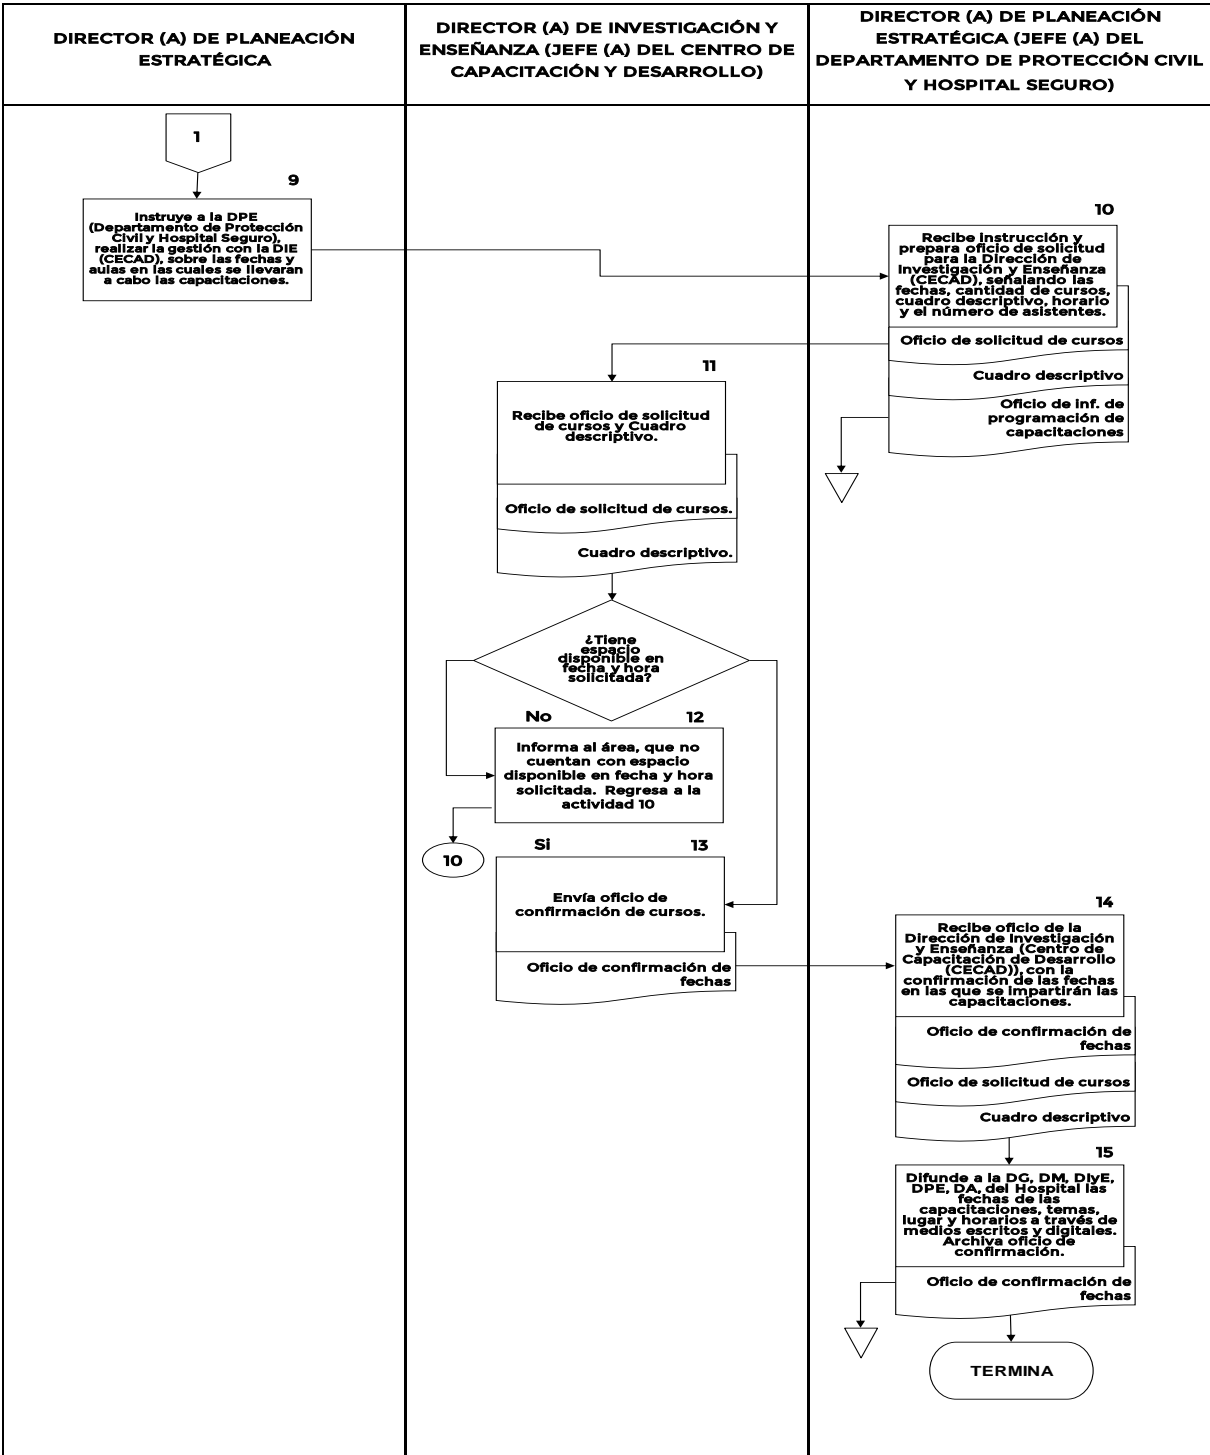 DIRECTOR (A) DE PLANEACIÓN
ESTRATÉGICA
DIRECTOR (A) DE INVESTIGACIÓN Y
ENSEÑANZA (JEFE (A) DEL CENTRO DE
CAPACITACIÓN Y DESARROLLO)
DIRECTOR (A) DE PLANEACIÓN
ESTRATÉGICA (JEFE (A) DEL
DEPARTAMENTO DE PROTECCIÓN CIVIL
Y HOSPITAL SEGURO)
1
9
Instruye a la DPE
(Departamento de Protección
Civil y Hospital Seguro),
realizar la gestión con la DIE
(CECAD), sobre las fechas y
aulas en las cuales se llevaran
a cabo las capacitaciones.
10
Recibe instrucción y
prepara oficio de solicitud
para la Dirección de
Investigación y Enseñanza
(CECAD), señalando las
fechas, cantidad de cursos,
cuadro descriptivo, horario
y el número de asistentes.
Oficio de solicitud de cursos
Cuadro descriptivo
Oficio de inf. de
programación de
capacitaciones
11
Recibe oficio de solicitud
de cursos y Cuadro
descriptivo.
Oficio de solicitud de cursos.
Cuadro descriptivo.
¿Tiene
espacio
disponible en
fecha y hora
solicitada?
No
12
Informa al área, que no
cuentan con espacio
disponible en fecha y hora
solicitada. Regresa a la
actividad 10
10
Si
13
Envía oficio de
confirmación de cursos.
Oficio de confirmación de
fechas
14
Recibe oficio de la
Dirección de Investigación
y Enseñanza (Centro de
Capacitación de Desarrollo
(CECAD)), con la
confirmación de las fechas
en las que se impartirán las
capacitaciones.
Oficio de confirmación de
fechas
Oficio de solicitud de cursos
Cuadro descriptivo
15
Difunde a la DG, DM, DIyE,
DPE, DA, del Hospital las
fechas de las
capacitaciones, temas,
lugar y horarios a través de
medios escritos y digitales.
Archiva oficio de
confirmación.
Oficio de confirmación de
fechas
TERMINA